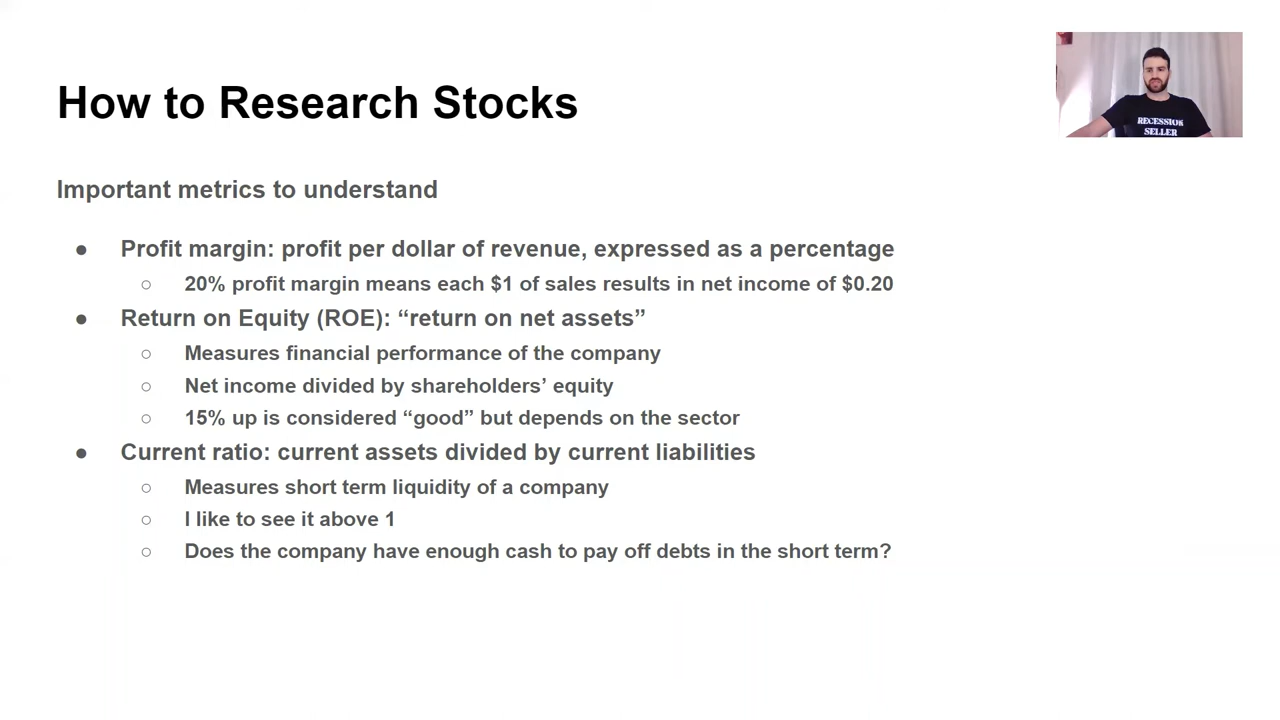 How to Research Stocks
RECESSION
SELLER
Important metrics to understand
● Profit margin: profit per dollar of revenue, expressed as a percentage
○ 20% profit margin means each $1 of sales results in net income of $0.20
● Return on Equity (ROE): “return on net assets”
○ Measures financial performance of the company
○ Net income divided by shareholders’ equity
○ 15% up is considered “good” but depends on the sector
● Current ratio: current assets divided by current liabilities
○ Measures short term liquidity of a company
○ I like to see it above 1
○ Does the company have enough cash to pay off debts in the short term?